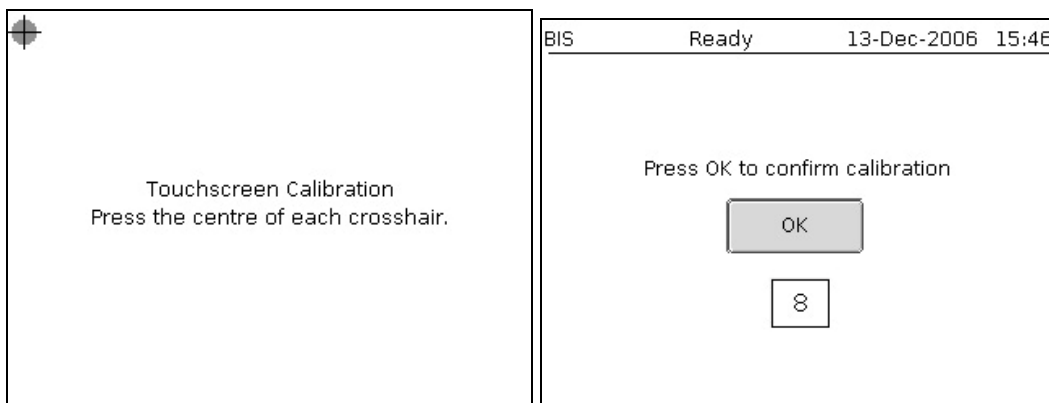 Touchscreen Calibration
Press the centre of each crosshair.
BIS Ready 13-Dec-2006 15:46
Press OK to confirm calibration
OK
8